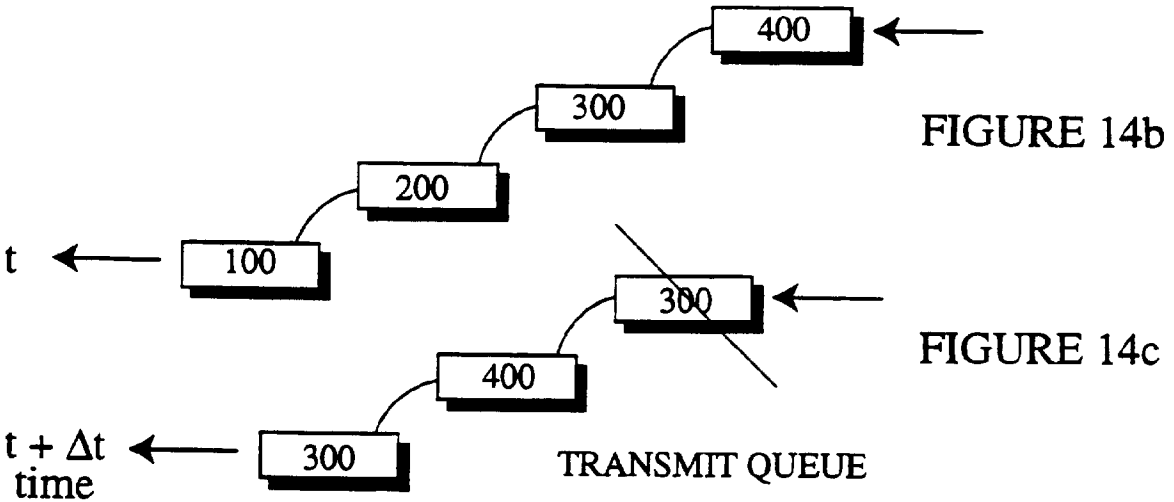 400
300
FIGURE 14b
200
t
100
300
FIGURE 14c
400
t + Δt
time
300
TRANSMIT QUEUE